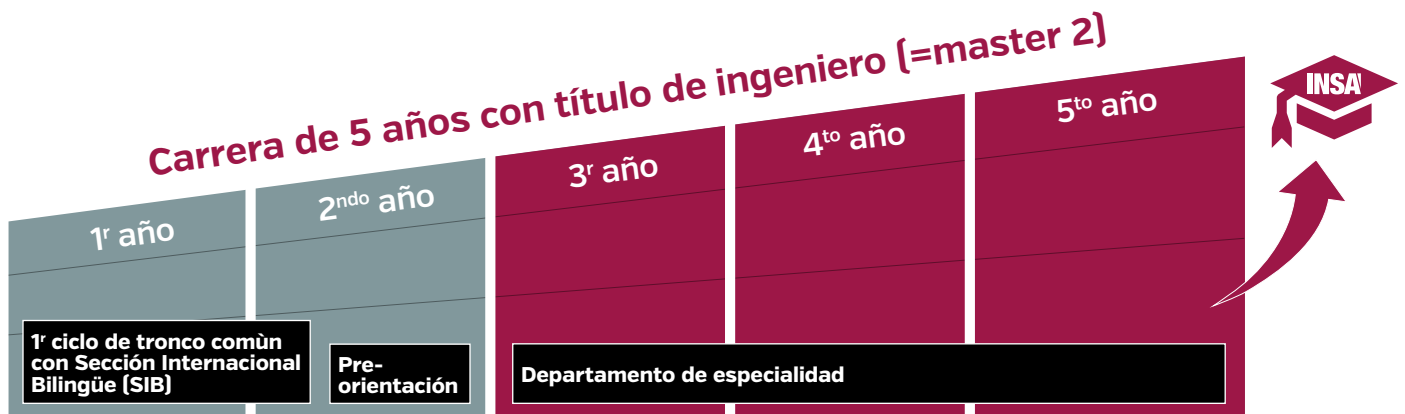 Carrera de 5 años con título de ingeniero (=master 2)
INSA
1r año
2ndo año
3r año
4to año
5to año
1r ciclo de tronco comùn
con Sección Internacional
Bilingüe (SIB)
Pre-
orientación
Departamento de especialidad